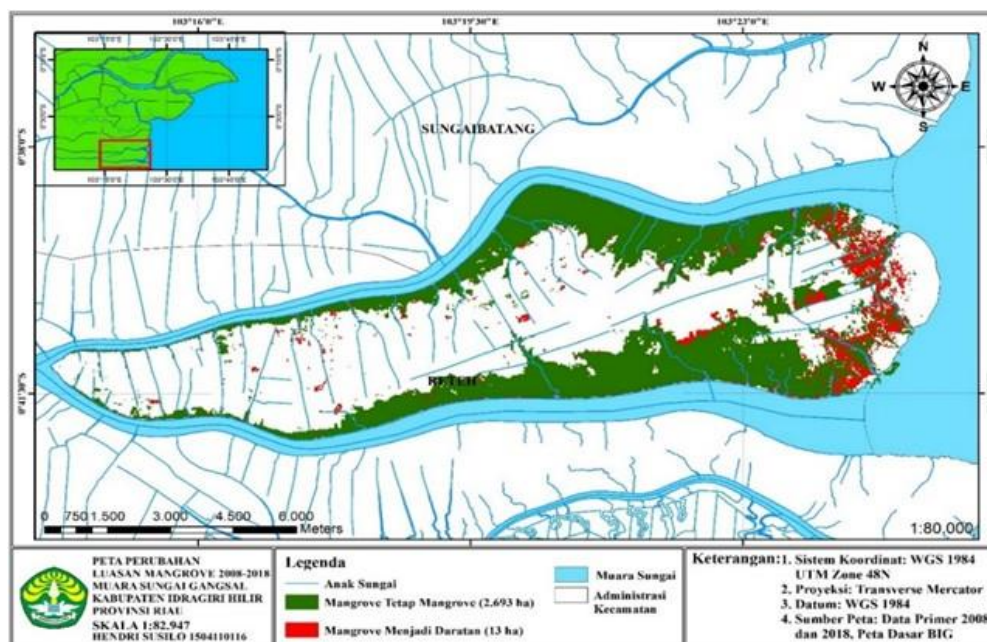 103°16'0"E 103°19'30"E 103°23'0"E
N
W E
S
0°38'0"S
0°41'30"S
SUNGAIBATANG
RETEH
0 750 1.500 3.000 4.500 6.000
Meters
1:80,000
PETA PERUBAHAN
LUASAN MANGROVE 2008-2018
MUARA SUNGAI GANGSAL
KABUPATEN IDRAGIRI HILIR
PROVINSI RIAU
SKALA 1:82,947
HENDRI SUSILO 1504110116
Legenda
Anak Sungai
Mangrove Tetap Mangrove (2.693 ha)
Mangrove Menjadi Daratan (13 ha)
Muara Sungai
Administrasi
Kecamatan
Keterangan: 1. Sistem Koordinat: WGS 1984
UTM Zone 48N
2. Proyeksi: Transverse Mercator
3. Datum: WGS 1984
4. Sumber Peta: Data Primer 2008
dan 2018, Peta Dasar BIG